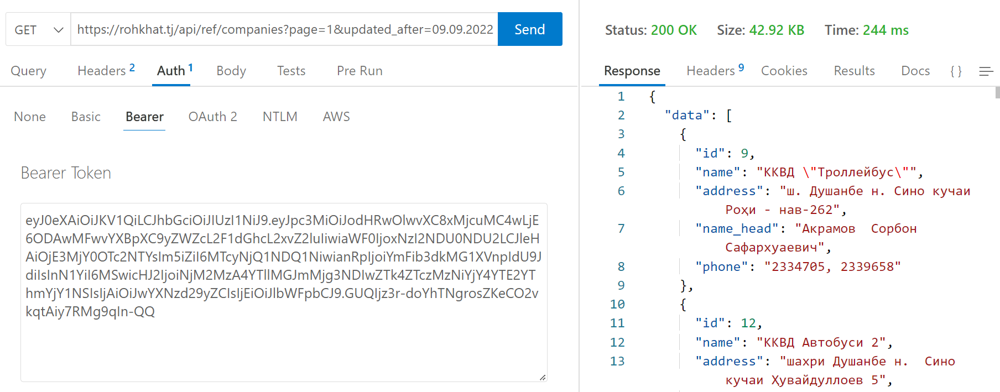 GET
https://rohkhat.tj/api/ref/companies?page=1&updated_after=09.09.2022
Send
Query
Headers 2
Auth 1
Body
Tests
Pre Run
None
Basic
Bearer
OAuth 2
NTLM
AWS
Bearer Token
eyJ0eXAiOiJKV1QiLCJhbGciOiJIUzI1NiJ9.eyJpc3MiOiJodHRwOlwvXC8xMjcuMC4wLjE
6ODAwMFwvYXBpXC9yZWZcL2F1dGhcL2xvZ2luIiwiaWF0IjoxNzI2NDU0NDU2LCJleH
AiOjE3MjY0OTc2NTYsIm5iZiI6MTcyNjQ1NDQ1NiwianRpIjoiYmFib3dkMG1XVnpIdU9J
diIsInN1YiI6MSwicHJ2IjoiNjM2MzA4YTllMGJmMjg3NDIwZTk4ZTczMzNiYjY4YTE2YT
hmYjY1NSIsIjAiOiJwYXNzd29yZCIsIjEiOiJlbWFpbCJ9.GUQIjz3r-doYhTNgrosZKeCO2v
kqtAiy7RMg9qIn-QQ
Status: 200 OK
Size: 42.92 KB
Time: 244 ms
Response
Headers 9
Cookies
Results
Docs
{ }
1 {
2 "data": [
3 {
4 "id": 9,
5 "name": "ККВД \"Троллейбус\"",
6 "address": "ш. Душанбе н. Сино кучаи
Роҳи - нав-262",
7 "name_head": "Акрамов  Сорбон
Сафархуаевич",
8 "phone": "2334705, 2339658"
9 },
10 {
11 "id": 12,
12 "name": "ККВД Автобуси 2",
13 "address": "шахри Душанбе н.  Сино
кучаи Ҳувайдуллоев 5",